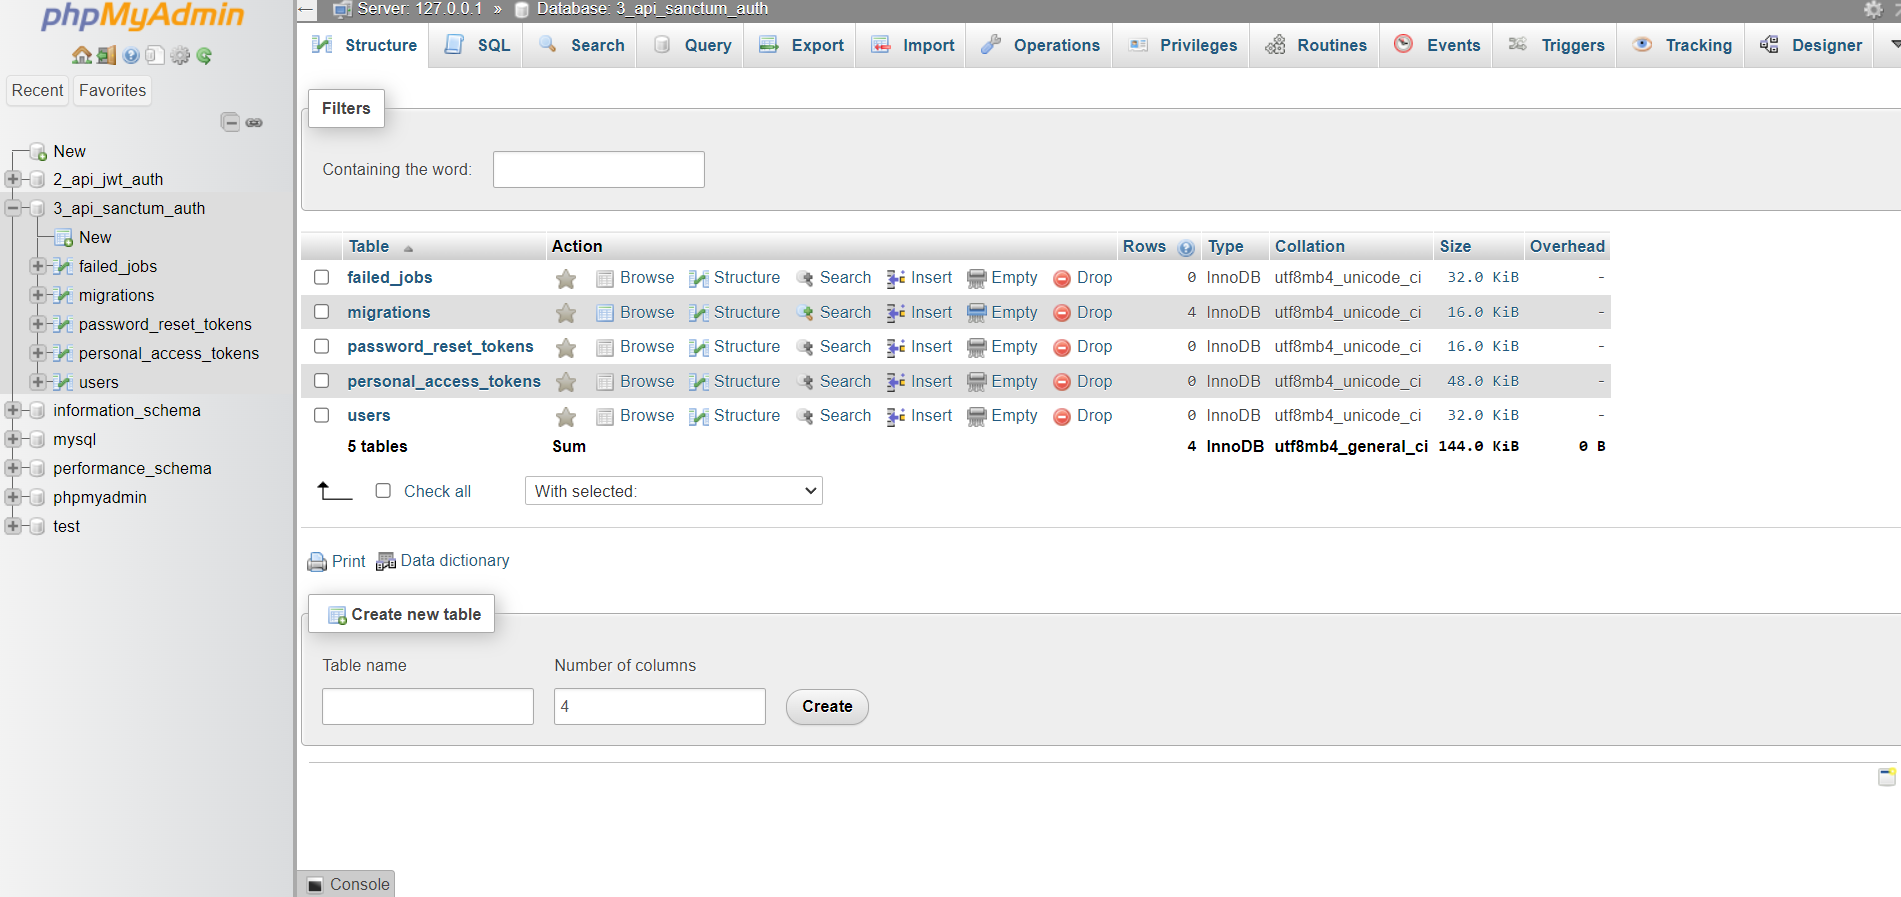 phpMyAdmin
Recent Favorites
New
2_api_jwt_auth
3_api_sanctum_auth
New
failed_jobs
migrations
password_reset_tokens
personal_access_tokens
users
information_schema
mysql
performance_schema
phpmyadmin
test
Server: 127.0.0.1 » Database: 3_api_sanctum_auth
Structure SQL Search Query Export Import Operations Privileges Routines Events Triggers Tracking Designer
Filters
Containing the word:
Table Action Rows Type Collation Size Overhead
failed_jobs Browse Structure Search Insert Empty Drop 0 InnoDB utf8mb4_unicode_ci 32.0 KiB -
migrations Browse Structure Search Insert Empty Drop 4 InnoDB utf8mb4_unicode_ci 16.0 KiB -
password_reset_tokens Browse Structure Search Insert Empty Drop 0 InnoDB utf8mb4_unicode_ci 16.0 KiB -
personal_access_tokens Browse Structure Search Insert Empty Drop 0 InnoDB utf8mb4_unicode_ci 48.0 KiB -
users Browse Structure Search Insert Empty Drop 0 InnoDB utf8mb4_unicode_ci 32.0 KiB -
5 tables Sum 4 InnoDB utf8mb4_general_ci 144.0 KiB 0 B
Check all With selected:
Print Data dictionary
Create new table
Table name Number of columns
4 Create
Console